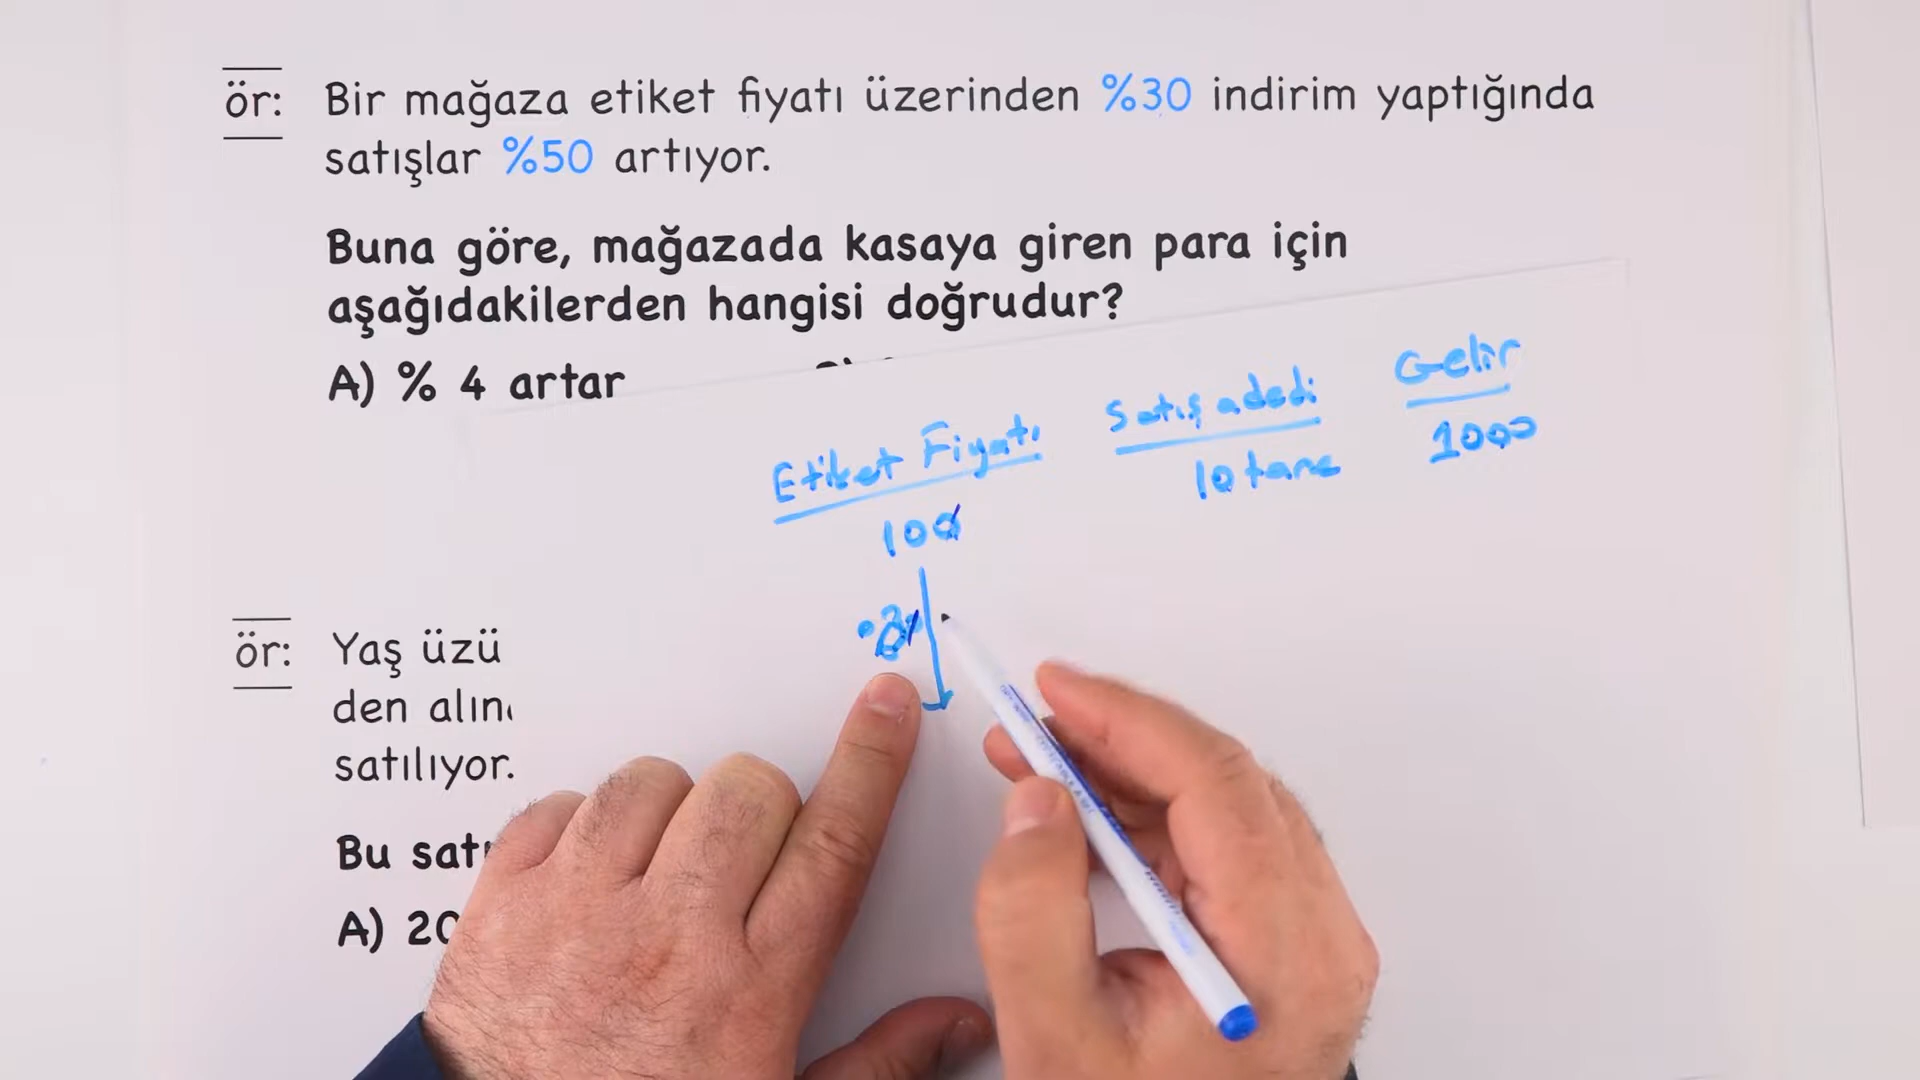 ör: Bir mağaza etiket fiyatı üzerinden %30 indirim yaptığında
satışlar %50 artıyor.
Buna göre, mağazada kasaya giren para için
aşağıdakilerden hangisi doğrudur?
A) % 4 artar
Etiket Fiyatı Satış adedi Gelir
100 10 tane 1000
ör: Yaş üzü
den alın
satılıyor.
Bu satı
A) 20